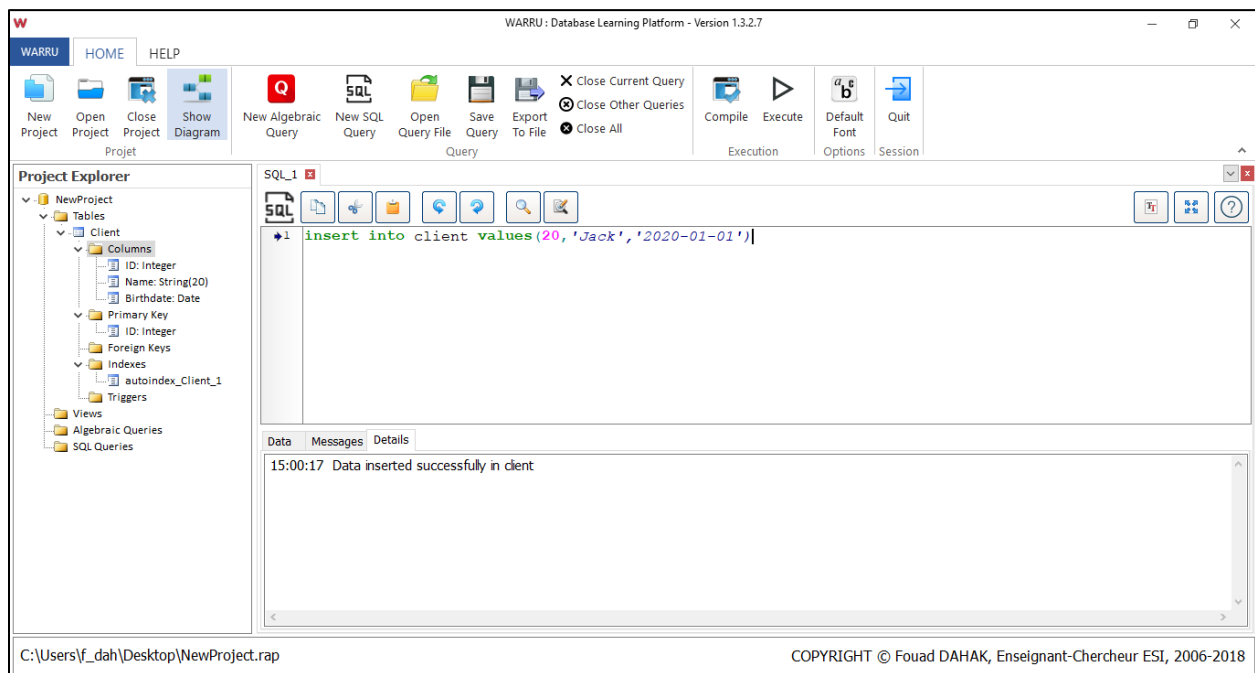 WARRU : Database Learning Platform - Version 1.3.2.7
WARRU HOME HELP
New Project
Open Project
Close Project
Show Diagram
Projet
New Algebraic Query
New SQL Query
Open Query File
Save Query
Export To File
Close Current Query
Close Other Queries
Close All
Query
Compile
Execute
Execution
Default Font
Options
Quit
Session
Project Explorer
NewProject
Tables
Client
Columns
ID: Integer
Name: String(20)
Birthdate: Date
Primary Key
ID: Integer
Foreign Keys
Indexes
autoindex_Client_1
Triggers
Views
Algebraic Queries
SQL Queries
SQL_1
SQL
1 insert into client values(20,'Jack','2020-01-01')
Data Messages Details
15:00:17 Data inserted successfully in client
C:\Users\f_dah\Desktop\NewProject.rap
COPYRIGHT © Fouad DAHAK, Enseignant-Chercheur ESI, 2006-2018